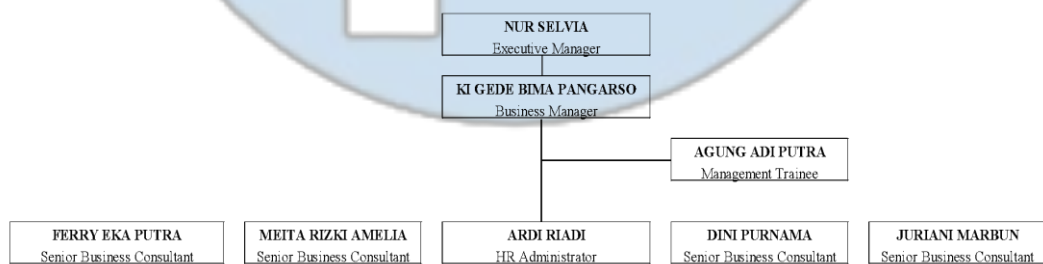 NUR SELVIA
Executive Manager
KI GEDE BIMA PANGARSO
Business Manager
AGUNG ADI PUTRA
Management Trainee
FERRY EKA PUTRA
Senior Business Consultant
MEITA RIZKI AMELIA
Senior Business Consultant
ARDI RIADI
HR Administrator
DINI PURNAMA
Senior Business Consultant
JURIANI MARBUN
Senior Business Consultant